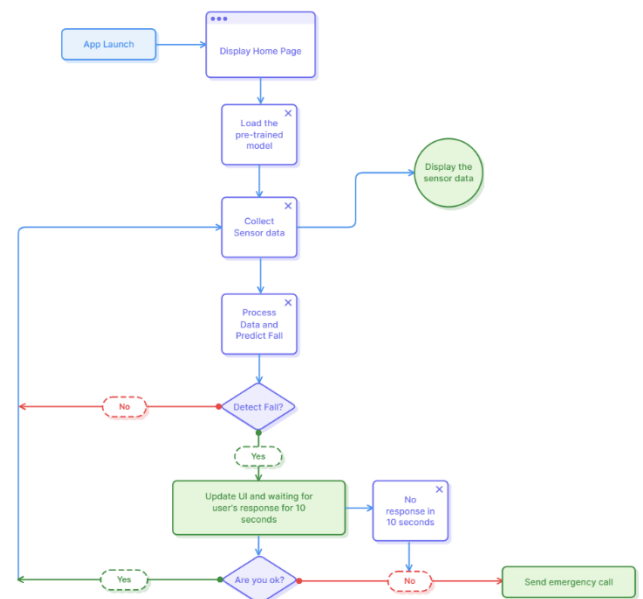 App Launch
Display Home Page
Load the
pre-trained
model
Display the
sensor data
Collect
Sensor data
Process
Data and
Predict Fall
Detect Fall?
No
Yes
Update UI and waiting for
user's response for 10
seconds
No
response in
10 seconds
Are you ok?
Yes
No
Send emergency call